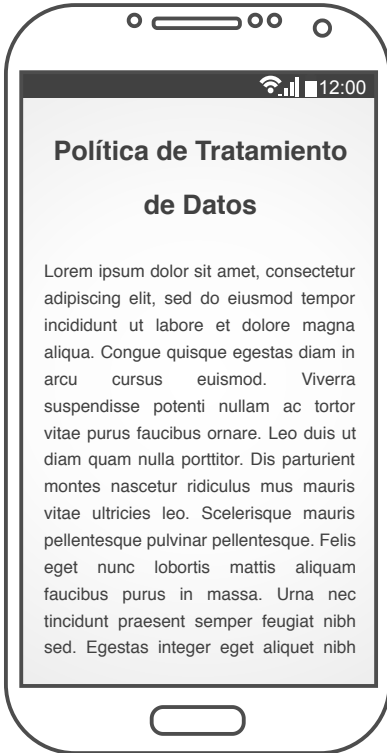 12:00
Política de Tratamiento
de Datos
Lorem ipsum dolor sit amet, consectetur
adipiscing elit, sed do eiusmod tempor
incididunt ut labore et dolore magna
aliqua. Congue quisque egestas diam in
arcu cursus euismod. Viverra
suspendisse potenti nullam ac tortor
vitae purus faucibus ornare. Leo duis ut
diam quam nulla porttitor. Dis parturient
montes nascetur ridiculus mus mauris
vitae ultricies leo. Scelerisque mauris
pellentesque pulvinar pellentesque. Felis
eget nunc lobortis mattis aliquam
faucibus purus in massa. Urna nec
tincidunt praesent semper feugiat nibh
sed. Egestas integer eget aliquet nibh